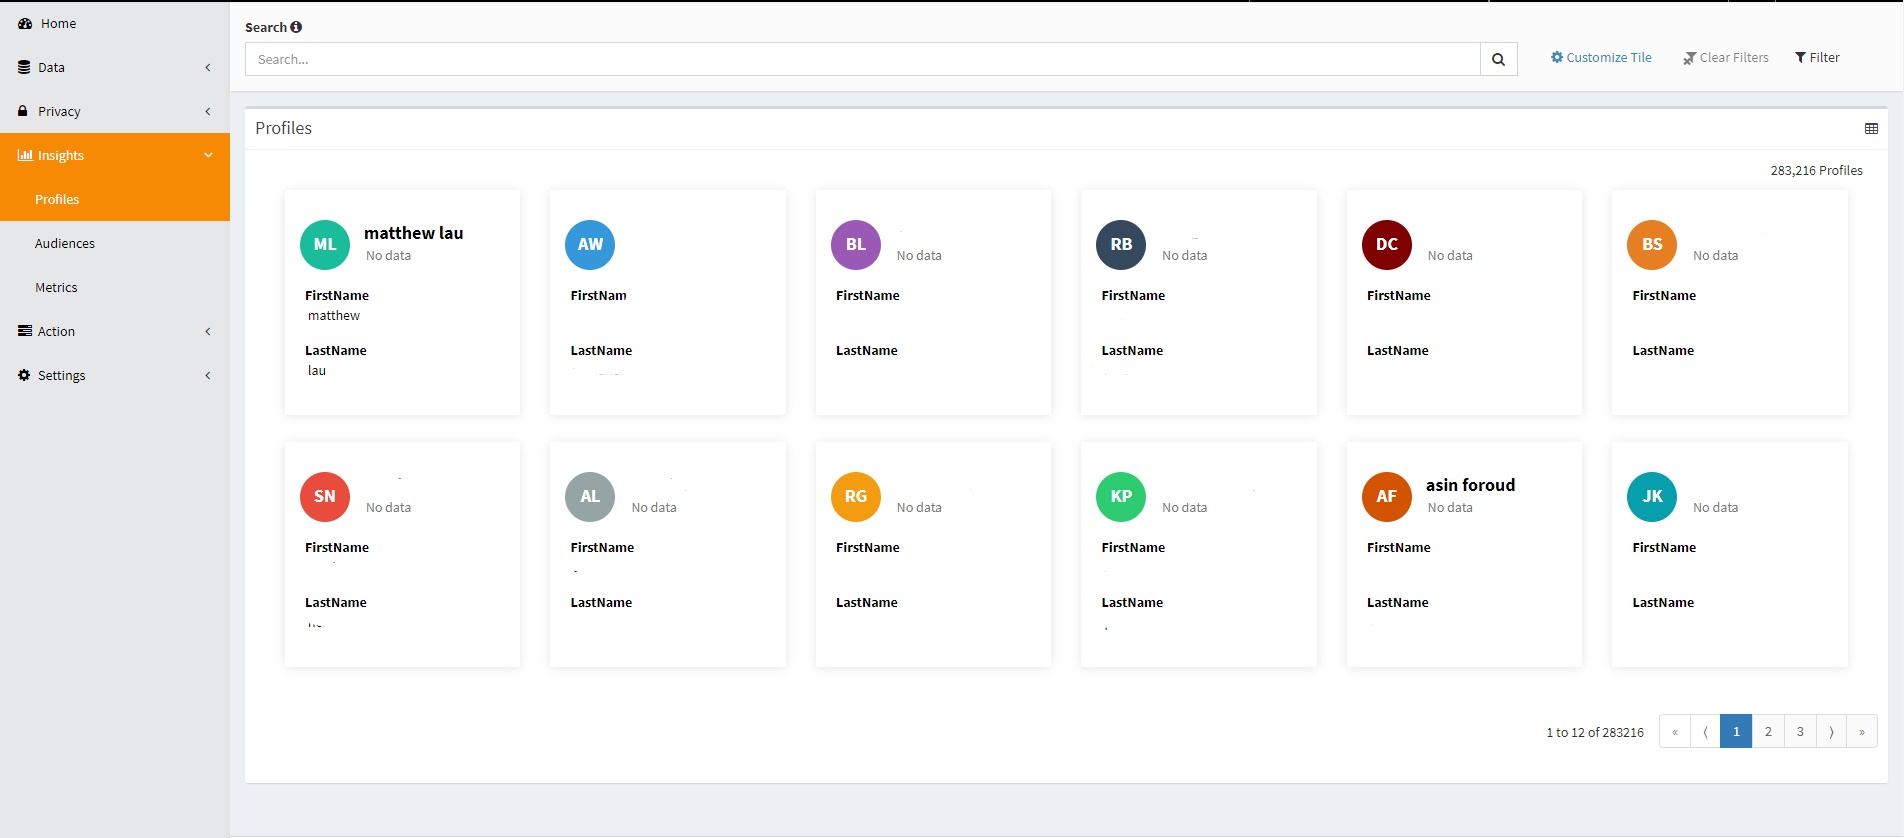 Home
Data
Privacy
Insights
Profiles
Audiences
Metrics
Action
Settings
Search
Search...
Customize Tile
Clear Filters
Filter
Profiles
283,216 Profiles
ML
matthew lau
No data
FirstName
matthew
LastName
lau
AW
FirstNam
LastName
BL
No data
FirstName
LastName
RB
No data
FirstName
LastName
DC
No data
FirstName
LastName
BS
No data
FirstName
LastName
SN
No data
FirstName
LastName
AL
No data
FirstName
LastName
RG
No data
FirstName
LastName
KP
No data
FirstName
LastName
AF
asin foroud
No data
FirstName
LastName
JK
No data
FirstName
LastName
1 to 12 of 283216 « ⟨ 1 2 3 ⟩ »